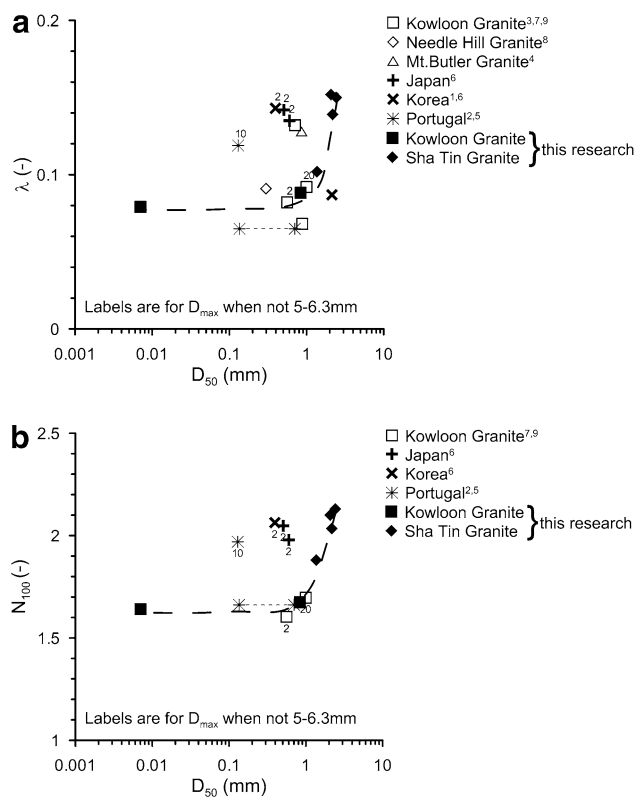 a
0.2
0.1
0
λ (-)
10
2
2
2
20
2
Labels are for Dmax when not 5-6.3mm
0.001 0.01 0.1 1 10
D50 (mm)
Kowloon Granite3,7,9
Needle Hill Granite8
Mt.Butler Granite4
Japan6
Korea1,6
Portugal2,5
Kowloon Granite
Sha Tin Granite
this research
b
2.5
2
1.5
1
N100 (-)
10
2
2
2
20
2
Labels are for Dmax when not 5-6.3mm
0.001 0.01 0.1 1 10
D50 (mm)
Kowloon Granite7,9
Japan6
Korea6
Portugal2,5
Kowloon Granite
Sha Tin Granite
this research